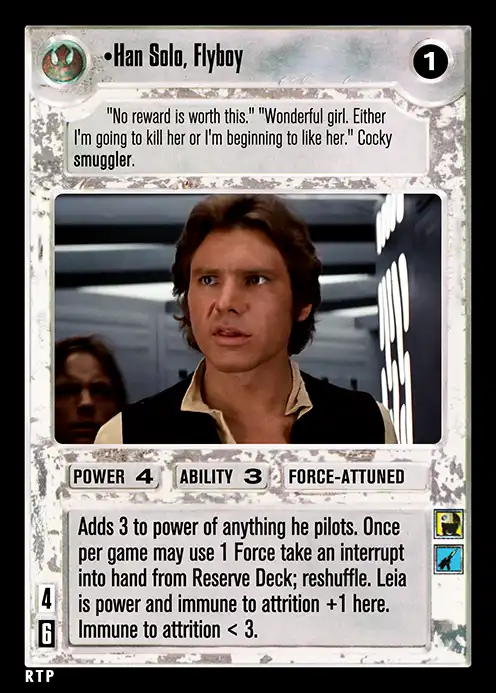 •Han Solo, Flyboy
1
"No reward is worth this." "Wonderful girl. Either
I'm going to kill her or I'm beginning to like her." Cocky
smuggler.
POWER 4 ABILITY 3 FORCE-ATTUNED
Adds 3 to power of anything he pilots. Once
per game may use 1 Force take an interrupt
into hand from Reserve Deck; reshuffle. Leia
is power and immune to attrition +1 here.
Immune to attrition < 3.
4
6
RTP